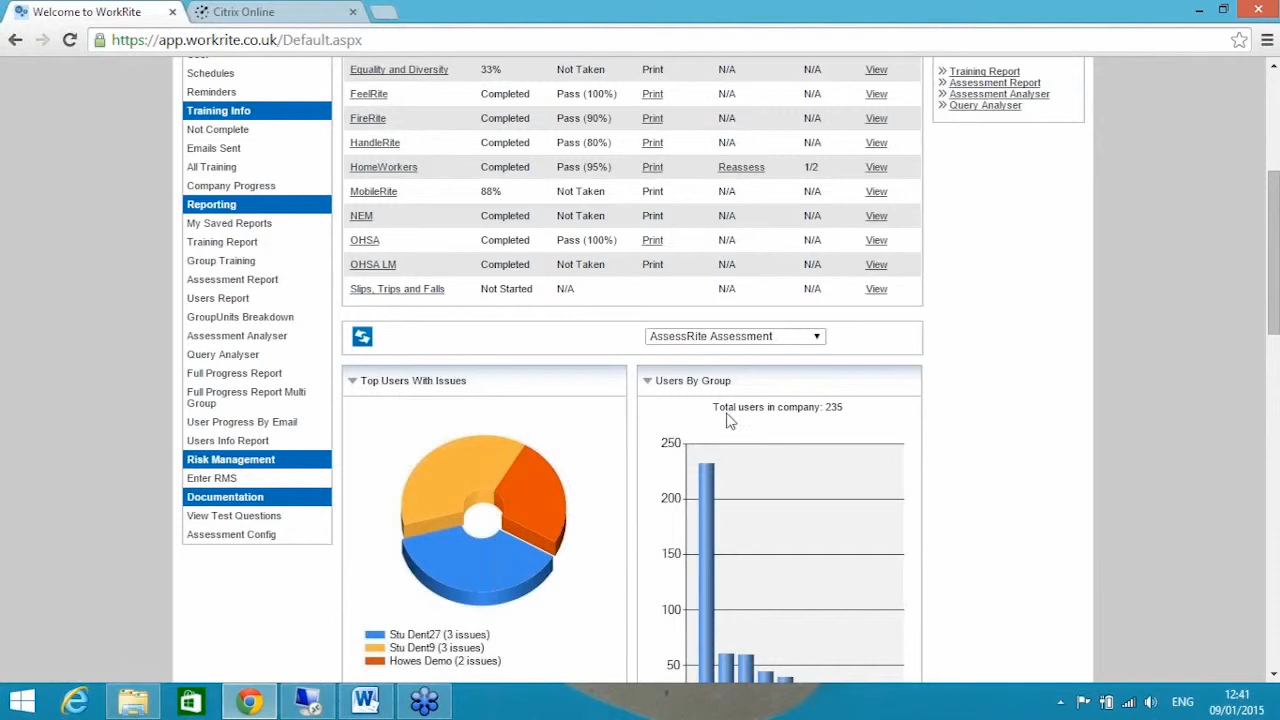 Welcome to WorkRite
Citrix Online
https://app.workrite.co.uk/Default.aspx
Schedules
Reminders
Training Info
Not Complete
Emails Sent
All Training
Company Progress
Reporting
My Saved Reports
Training Report
Group Training
Assessment Report
Users Report
GroupUnits Breakdown
Assessment Analyser
Query Analyser
Full Progress Report
Full Progress Report Multi
Group
User Progress By Email
Users Info Report
Risk Management
Enter RMS
Documentation
View Test Questions
Assessment Config
Equality and Diversity 33% Not Taken Print N/A N/A View
FeelRite Completed Pass (100%) Print N/A N/A View
FireRite Completed Pass (90%) Print N/A N/A View
HandleRite Completed Pass (80%) Print N/A N/A View
HomeWorkers Completed Pass (95%) Print Reassess 1/2 View
MobileRite 88% Not Taken Print N/A N/A View
NEM Completed Not Taken Print N/A N/A View
OHSA Completed Pass (100%) Print N/A N/A View
OHSA LM Completed Not Taken Print N/A N/A View
Slips, Trips and Falls Not Started N/A N/A N/A View
AssessRite Assessment
Top Users With Issues
Stu Dent27 (3 issues)
Stu Dent9 (3 issues)
Howes Demo (2 issues)
Users By Group
Total users in company: 235
250
200
150
100
50
Training Report
Assessment Report
Assessment Analyser
Query Analyser
ENG
12:41
09/01/2015